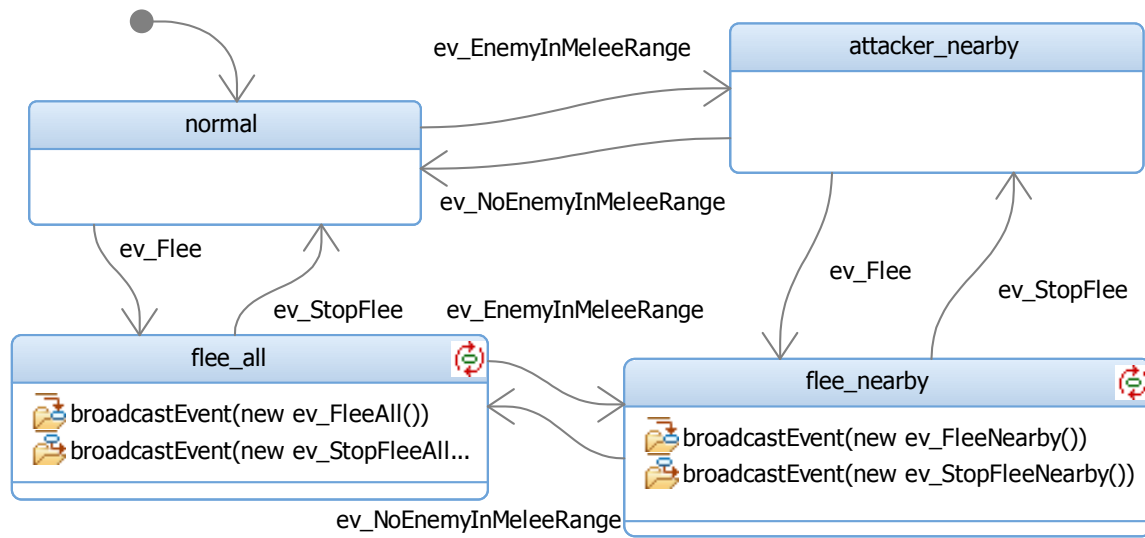 ev_EnemyInMeleeRange
attacker_nearby
normal
ev_NoEnemyInMeleeRange
ev_Flee
ev_Flee
ev_StopFlee
ev_StopFlee
ev_EnemyInMeleeRange
flee_all
broadcastEvent(new ev_FleeAll())
broadcastEvent(new ev_StopFleeAll...
flee_nearby
broadcastEvent(new ev_FleeNearby())
broadcastEvent(new ev_StopFleeNearby())
ev_NoEnemyInMeleeRange